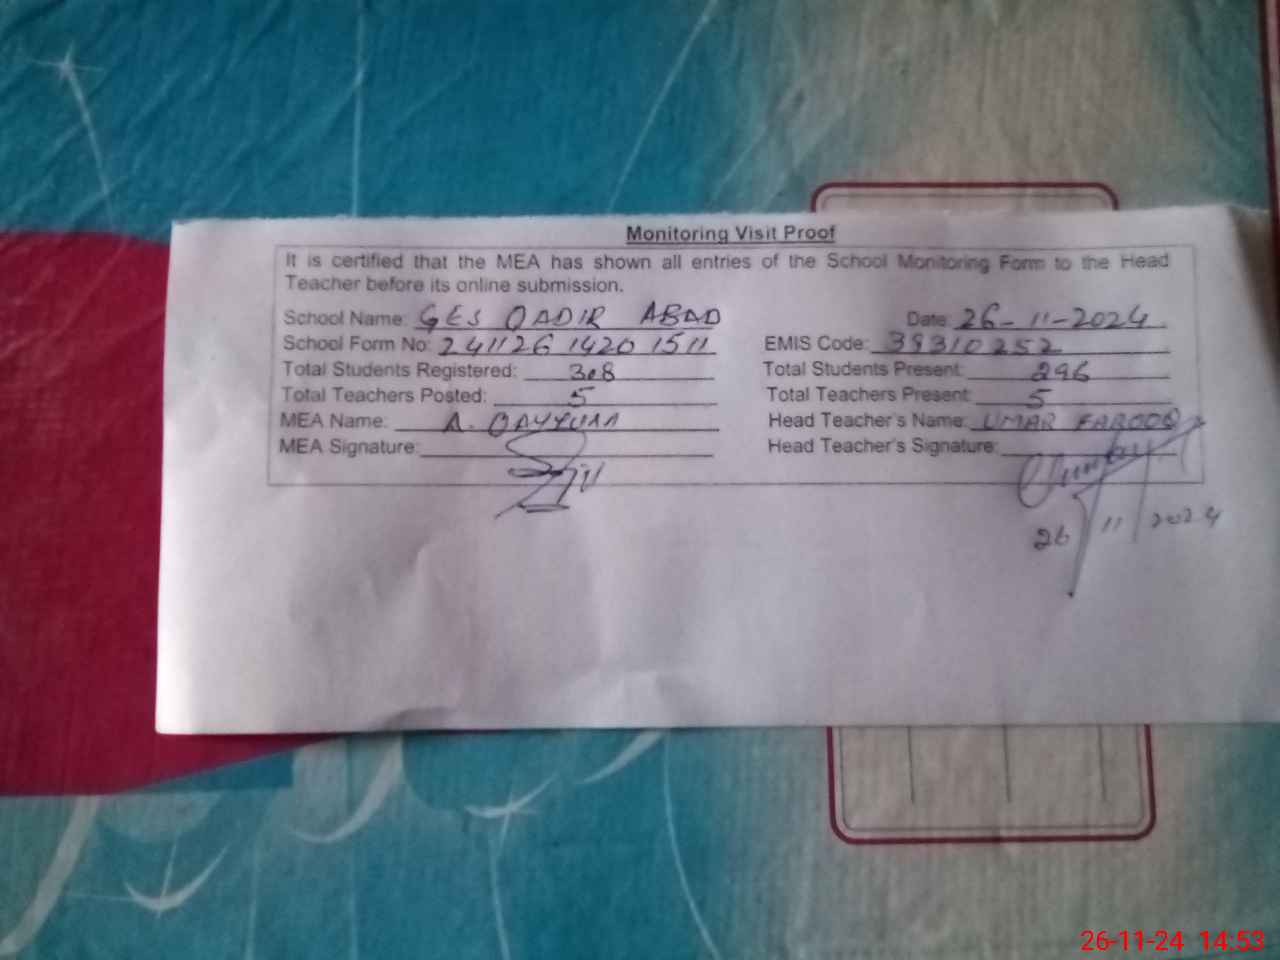 Monitoring Visit Proof
It is certified that the MEA has shown all entries of the School Monitoring Form to the Head
Teacher before its online submission.
School Name: GES QADIR ABAD Date: 26-11-2024
School Form No: 241126 1420 1511 EMIS Code: 39310252
Total Students Registered: 308 Total Students Present: 296
Total Teachers Posted: 5 Total Teachers Present: 5
MEA Name: A. QAYYUM Head Teacher's Name: UMAR FAROOQ
MEA Signature: Head Teacher's Signature:
26/11/2024
26-11-24 14:53